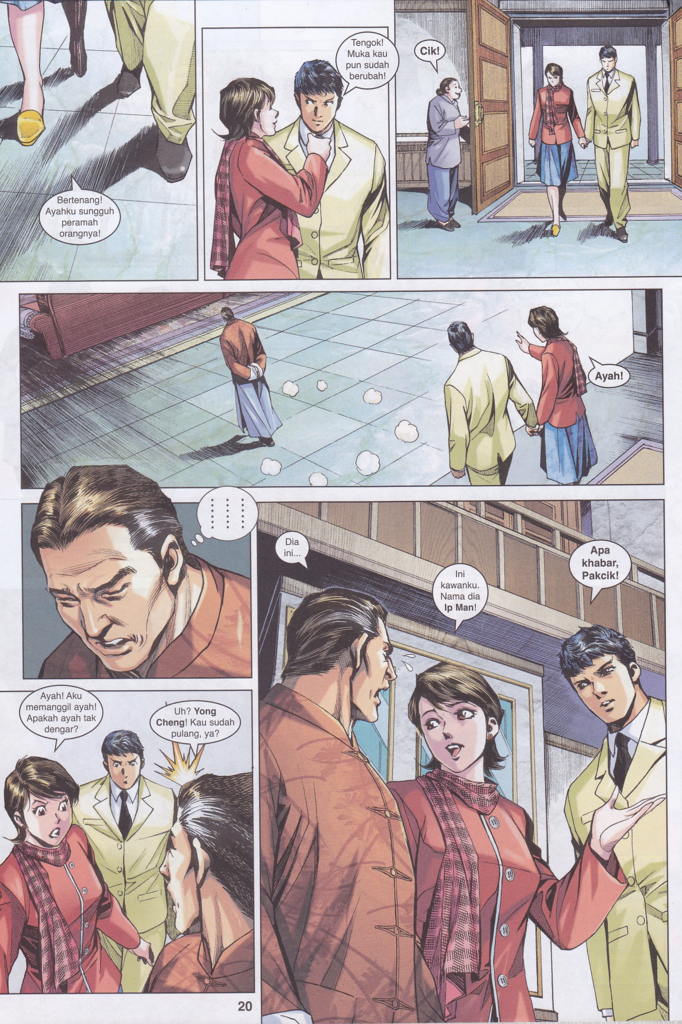 Bertenang!
Ayahku sungguh
peramah
orangnya!
Tengok!
Muka kau
pun sudah
berubah!
Cik!
Ayah!
. . . .
. . . .
. . . .
Ayah! Aku
memanggil ayah!
Apakah ayah tak
dengar?
Uh? Yong
Cheng! Kau sudah
pulang, ya?
Dia
ini...
Ini
kawanku.
Nama dia
Ip Man!
Apa
khabar,
Pakcik!
20